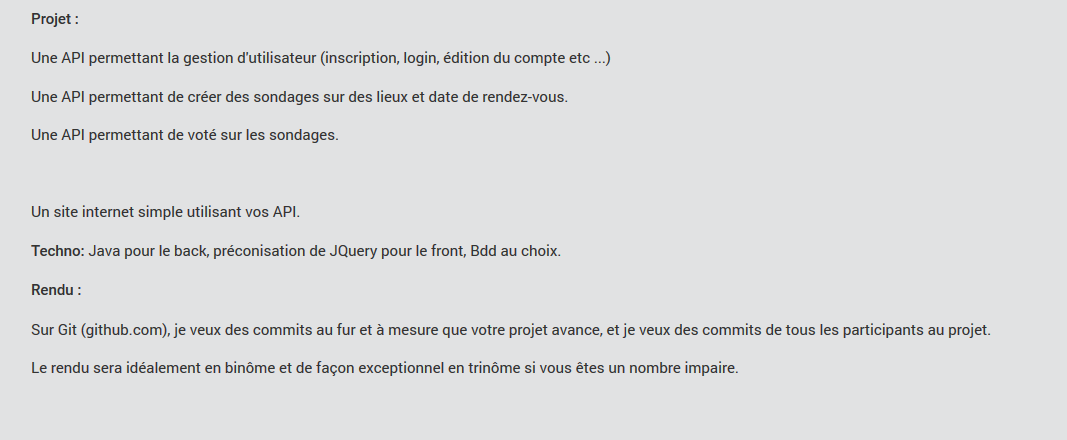 Projet :
Une API permettant la gestion d'utilisateur (inscription, login, édition du compte etc ...)
Une API permettant de créer des sondages sur des lieux et date de rendez-vous.
Une API permettant de voté sur les sondages.
Un site internet simple utilisant vos API.
Techno: Java pour le back, préconisation de JQuery pour le front, Bdd au choix.
Rendu :
Sur Git (github.com), je veux des commits au fur et à mesure que votre projet avance, et je veux des commits de tous les participants au projet.
Le rendu sera idéalement en binôme et de façon exceptionnel en trinôme si vous êtes un nombre impaire.